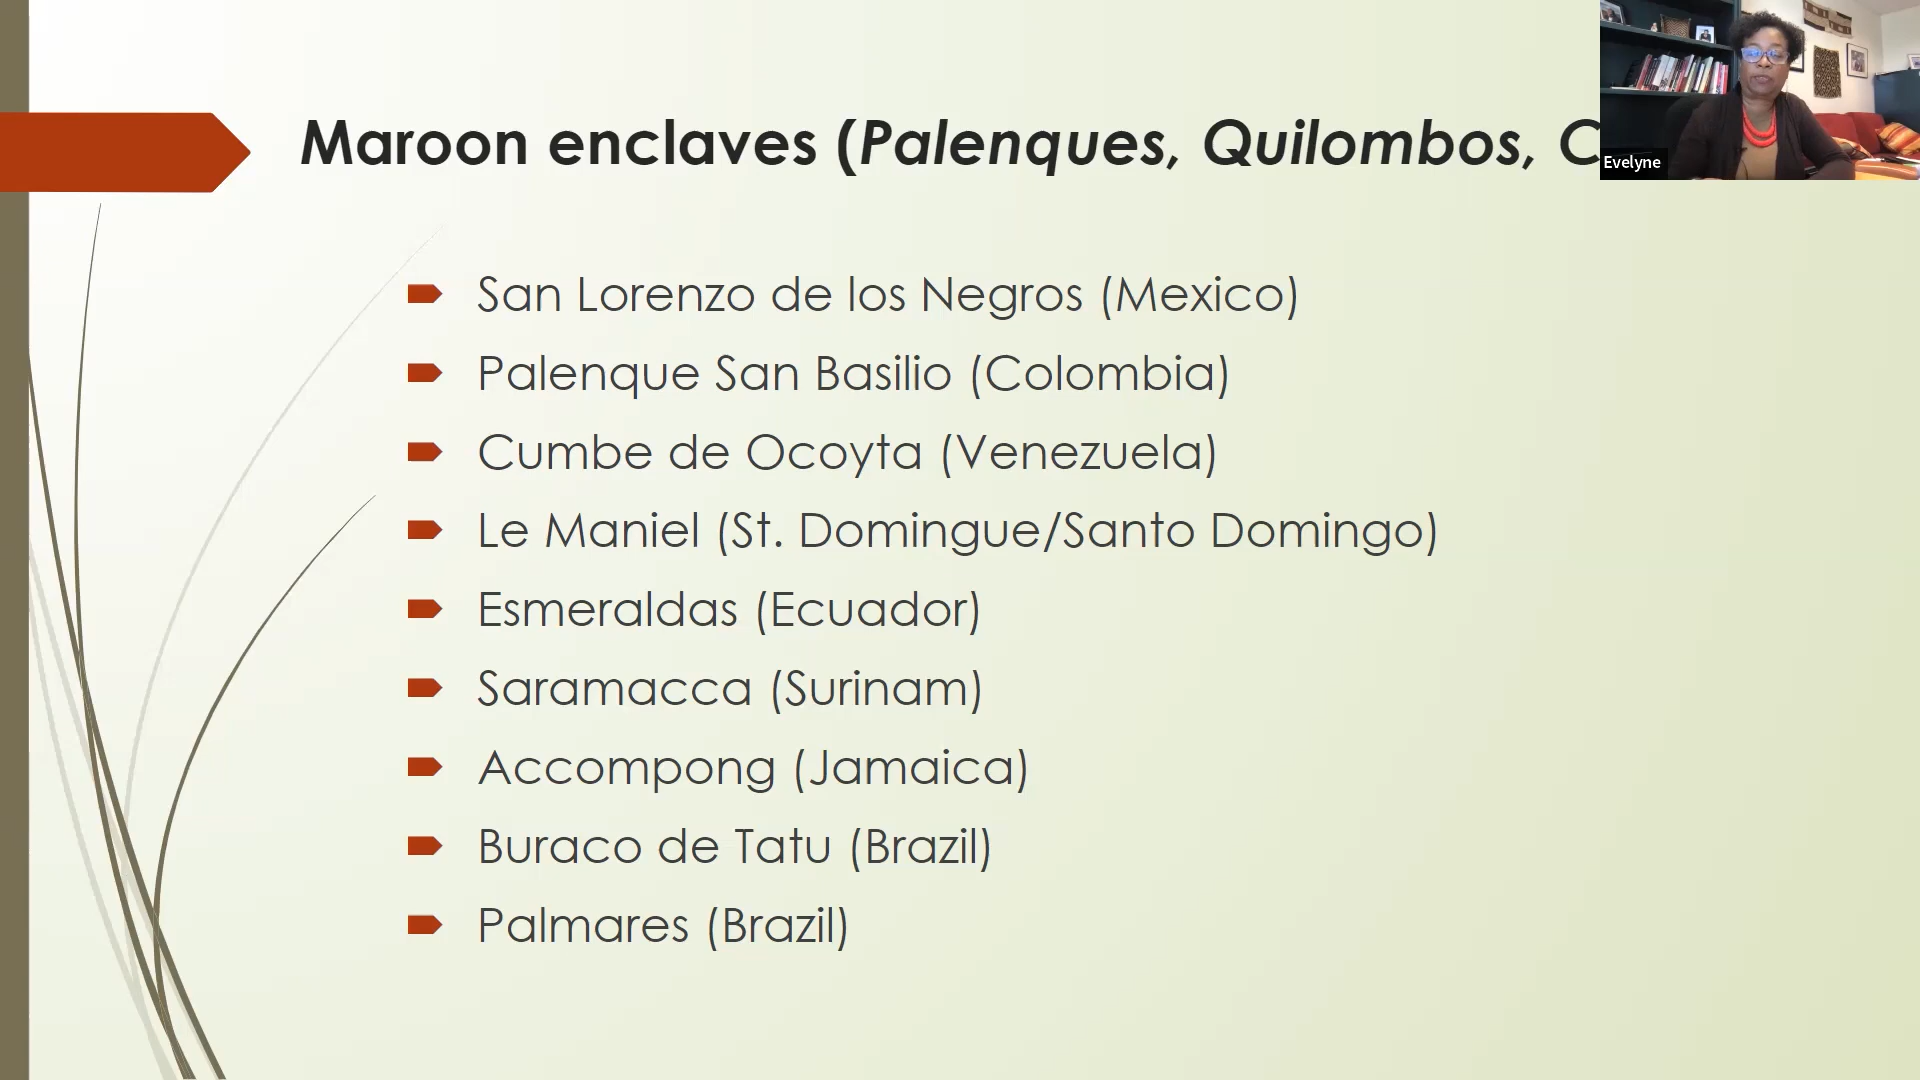 Maroon enclaves (Palenques, Quilombos, C
Evelyne
San Lorenzo de los Negros (Mexico)
Palenque San Basilio (Colombia)
Cumbe de Ocoyta (Venezuela)
Le Maniel (St. Domingue/Santo Domingo)
Esmeraldas (Ecuador)
Saramacca (Surinam)
Accompong (Jamaica)
Buraco de Tatu (Brazil)
Palmares (Brazil)